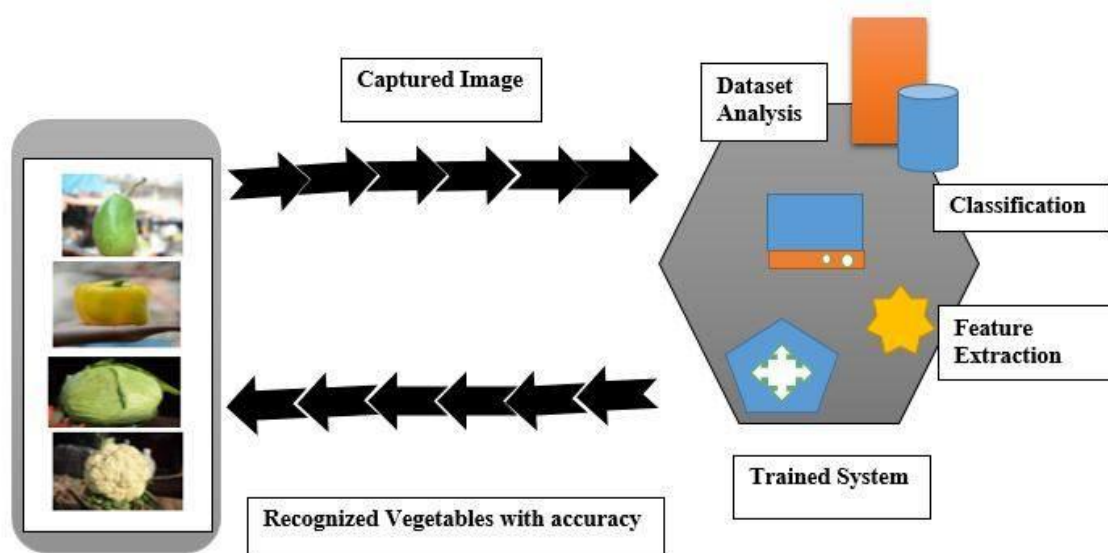 Captured Image
Dataset
Analysis
Classification
Feature
Extraction
Trained System
Recognized Vegetables with accuracy